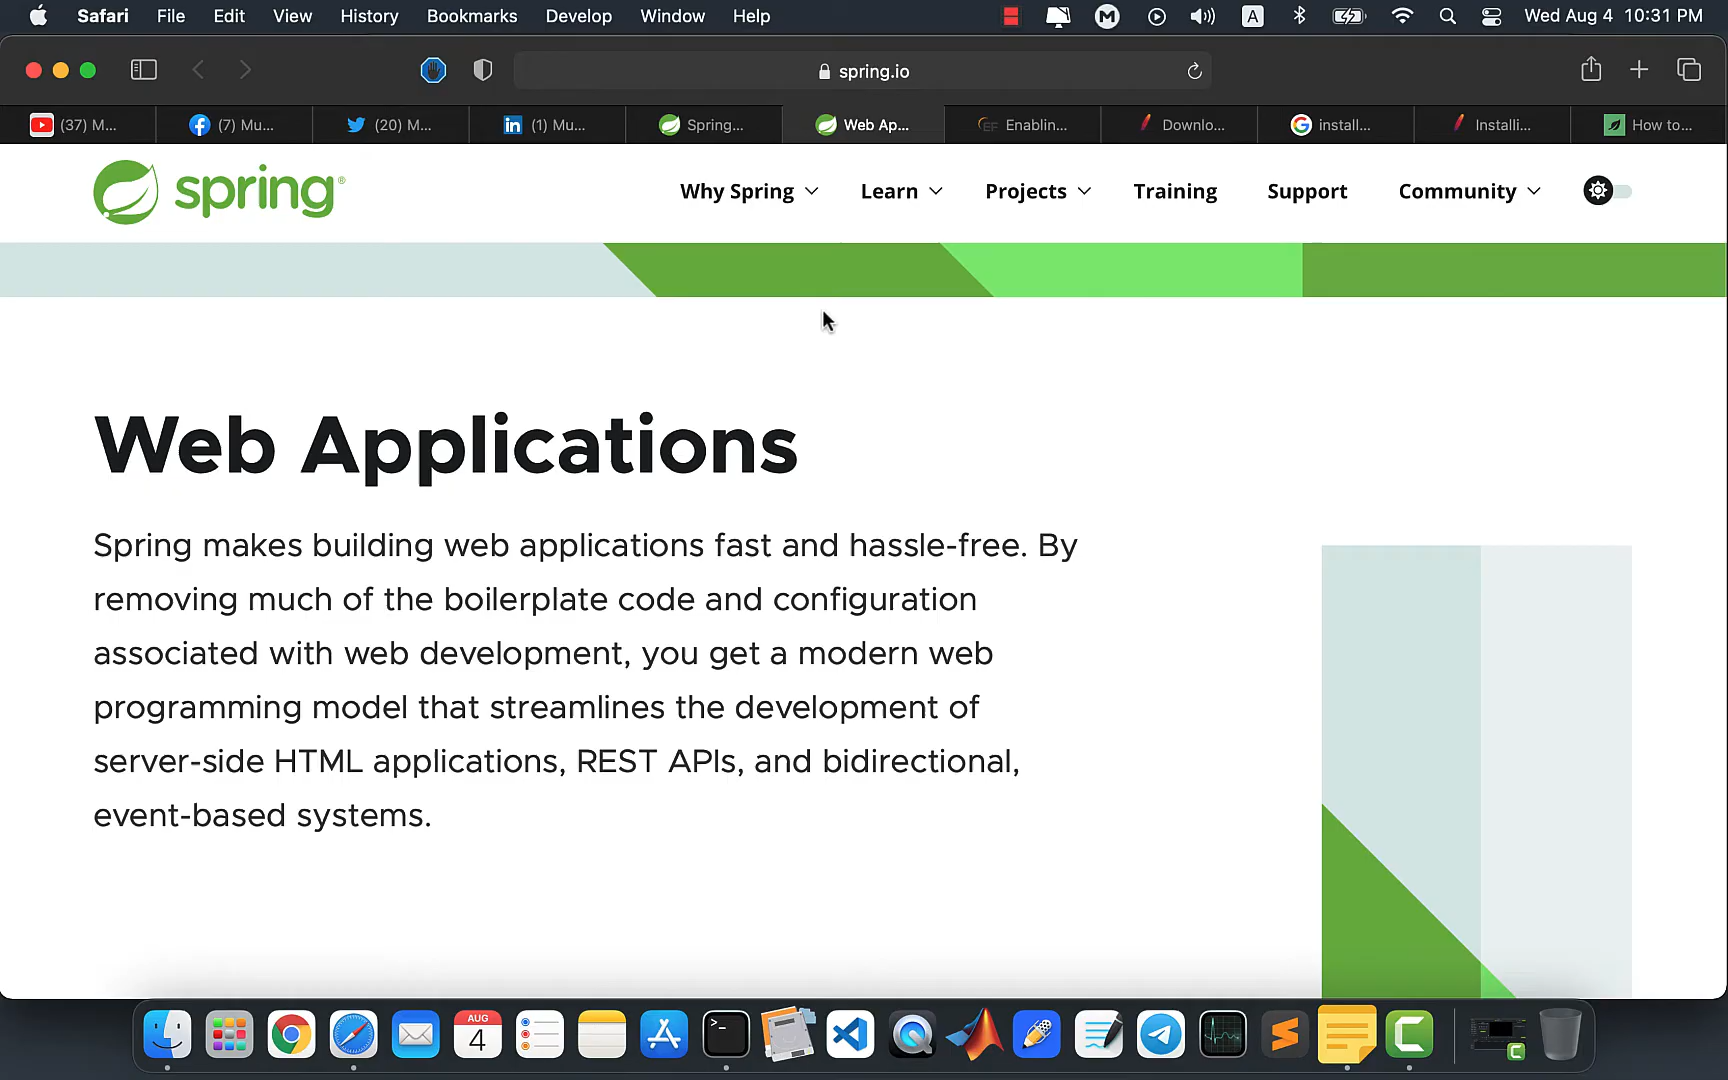 Safari File Edit View History Bookmarks Develop Window Help A Wed Aug 4 10:31 PM
spring.io
(37) M... (7) Mu... (20) M... (1) Mu... Spring... Web Ap... Enablin... Downlo... install... Installi... How to...
spring® Why Spring Learn Projects Training Support Community
Web Applications
Spring makes building web applications fast and hassle-free. By
removing much of the boilerplate code and configuration
associated with web development, you get a modern web
programming model that streamlines the development of
server-side HTML applications, REST APIs, and bidirectional,
event-based systems.
AUG
4